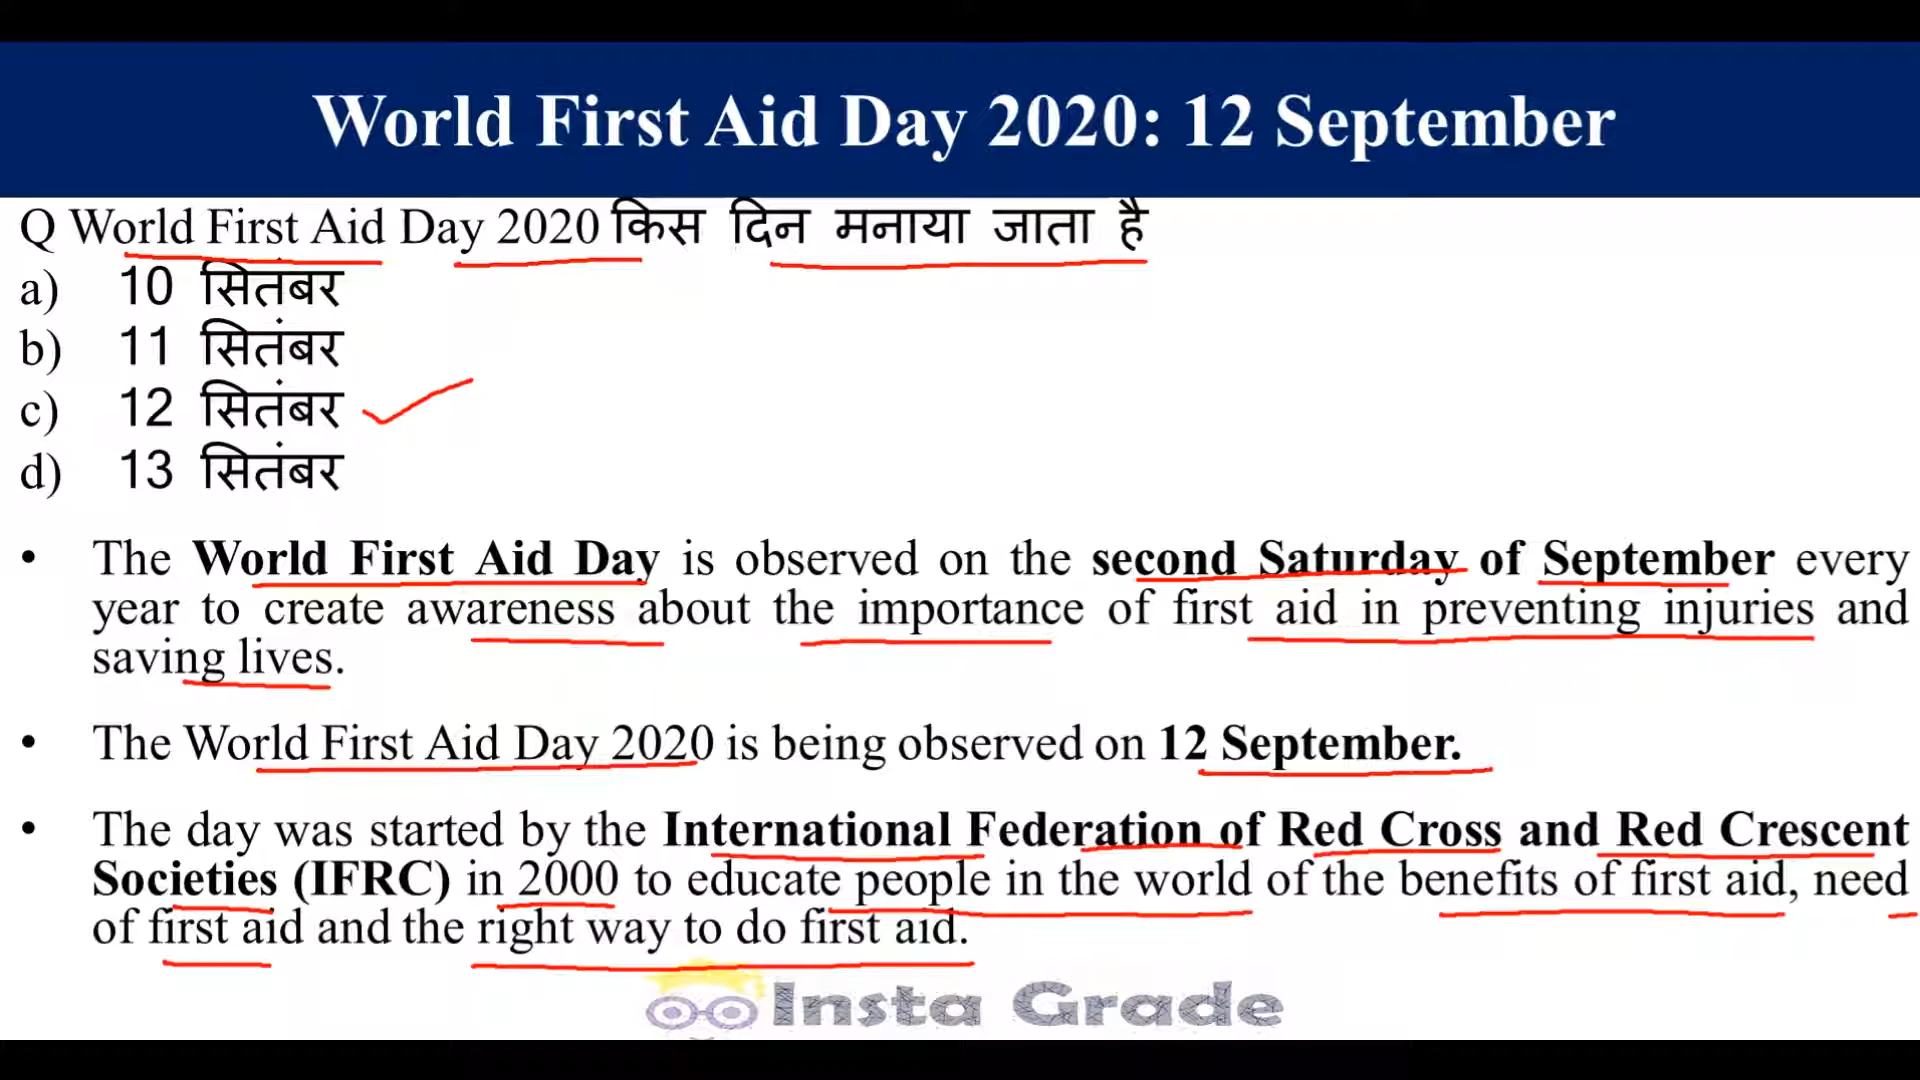 World First Aid Day 2020: 12 September
Q World First Aid Day 2020 किस दिन मनाया जाता है
a) 10 सितंबर
b) 11 सितंबर
c) 12 सितंबर
d) 13 सितंबर
• The World First Aid Day is observed on the second Saturday of September every
year to create awareness about the importance of first aid in preventing injuries and
saving lives.
• The World First Aid Day 2020 is being observed on 12 September.
• The day was started by the International Federation of Red Cross and Red Crescent
Societies (IFRC) in 2000 to educate people in the world of the benefits of first aid, need
of first aid and the right way to do first aid.
Insta Grade